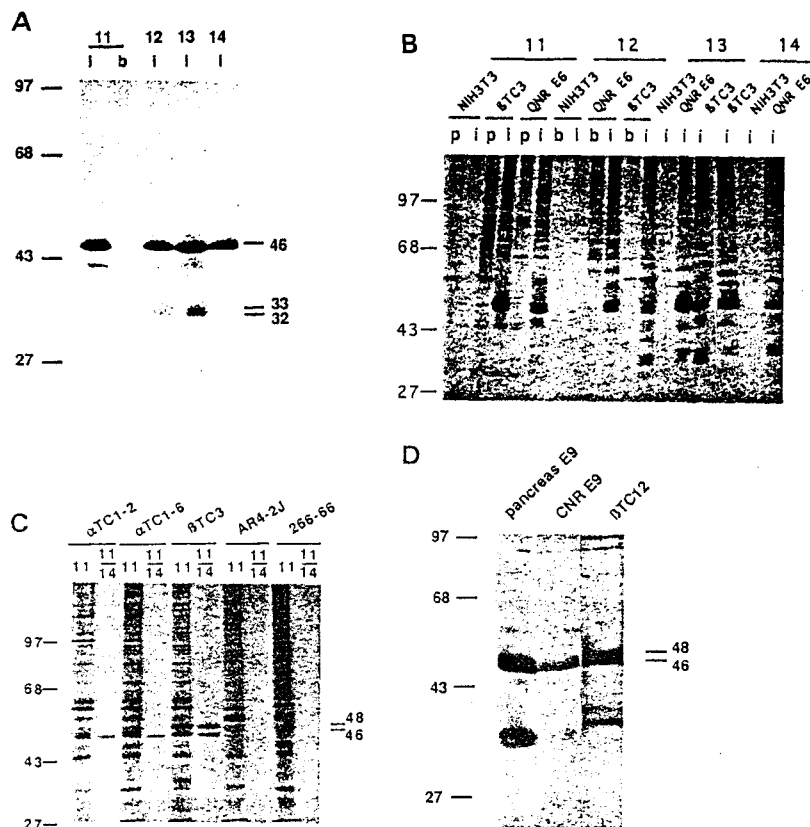 A
11 12 13 14
i b i i i
97
68
43
27
46
33
32
B
11 12 13 14
NIH3T3 βTC3 QNR E6 NIH3T3 QNR E6 βTC3 NIH3T3 QNR E6 βTC3 βTC3 NIH3T3 QNR E6
p i p i p i b i b i b i i i i i i i
97
68
43
27
C
αTC1-2 αTC1-6 βTC3 AR4-2J 266-66
11 11/14 11 11/14 11 11/14 11 11/14 11 11/14
97
68
43
27
48
46
D
pancreas E9 CNR E9 βTC12
97
68
43
27
48
46